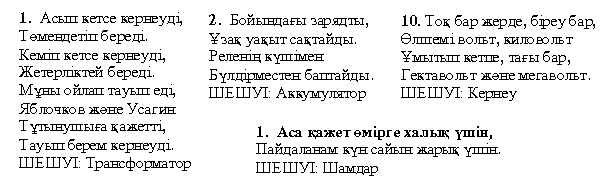 1. Асып кетсе кернеуді,
Төмендетіп береді.
Кеміп кетсе кернеуді,
Жетерліктей береді.
Мұны ойлап тауып еді,
Яблочков және Усагин
Тұтынушыға қажетті,
Тауып берем кернеуді.
ШЕШУІ: Трансформатор
2. Бойындағы зарядты,
Ұзақ уақыт сақтайды.
Реленің күшімен
Бүлдірместен баптайды.
ШЕШУІ: Аккумулятор
10. Тоқ бар жерде, біреу бар,
Өлшемі вольт, киловольт
Ұмытып кетпе, тағы бар,
Гектавольт және мегавольт.
ШЕШУІ: Кернеу
1. Аса қажет өмірге халық үшін,
Пайдаланам күн сайын жарық үшін.
ШЕШУІ: Шамдар